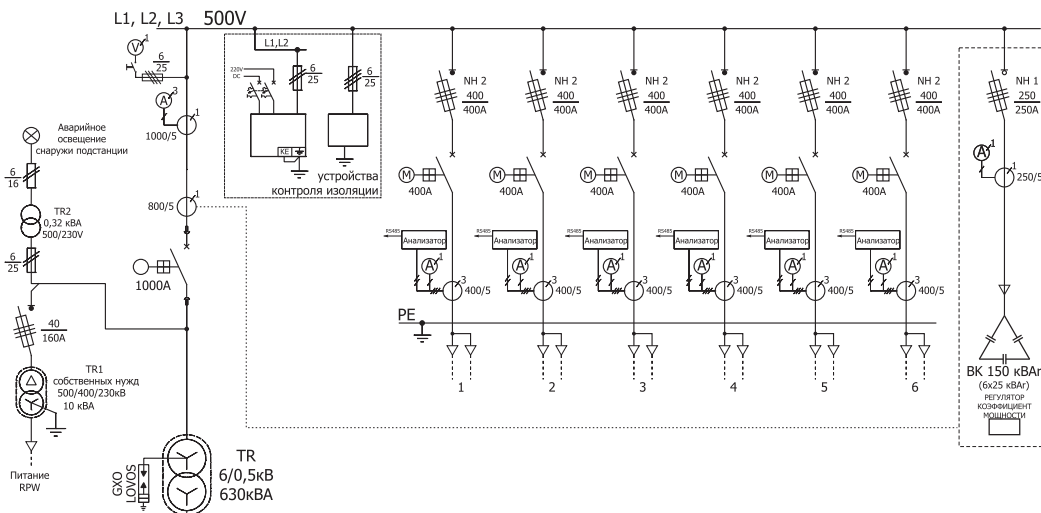 L1, L2, L3 500V
V 1
6
25
A 3
1000/5
Аварийное
освещение
снаружи подстанции
6
16
TR2
0,32 кВА
500/230V
6
25
800/5 1
1000A
40
160A
TR1
собственных нужд
500/400/230кВ
10 кВА
Питание
RPW
GXO
LOVOS
TR
6/0,5кВ
630кВА
L1,L2
220V
DC
6
25
6
25
KE
устройства
контроля изоляции
NH 2
400
400A
M
400A
RS485
Анализатор
A 1
3
400/5
1
NH 2
400
400A
M
400A
RS485
Анализатор
A 1
3
400/5
2
NH 2
400
400A
M
400A
RS485
Анализатор
A 1
3
400/5
3
NH 2
400
400A
M
400A
RS485
Анализатор
A 1
3
400/5
4
NH 2
400
400A
M
400A
RS485
Анализатор
A 1
3
400/5
5
NH 2
400
400A
M
400A
RS485
Анализатор
A 1
3
400/5
6
PE
NH 1
250
250A
A 1
1
250/5
BK 150 кВАг
(6x25 кВАг)
РЕГУЛЯТОР
КОЭФФИЦИЕНТ
МОЩНОСТИ